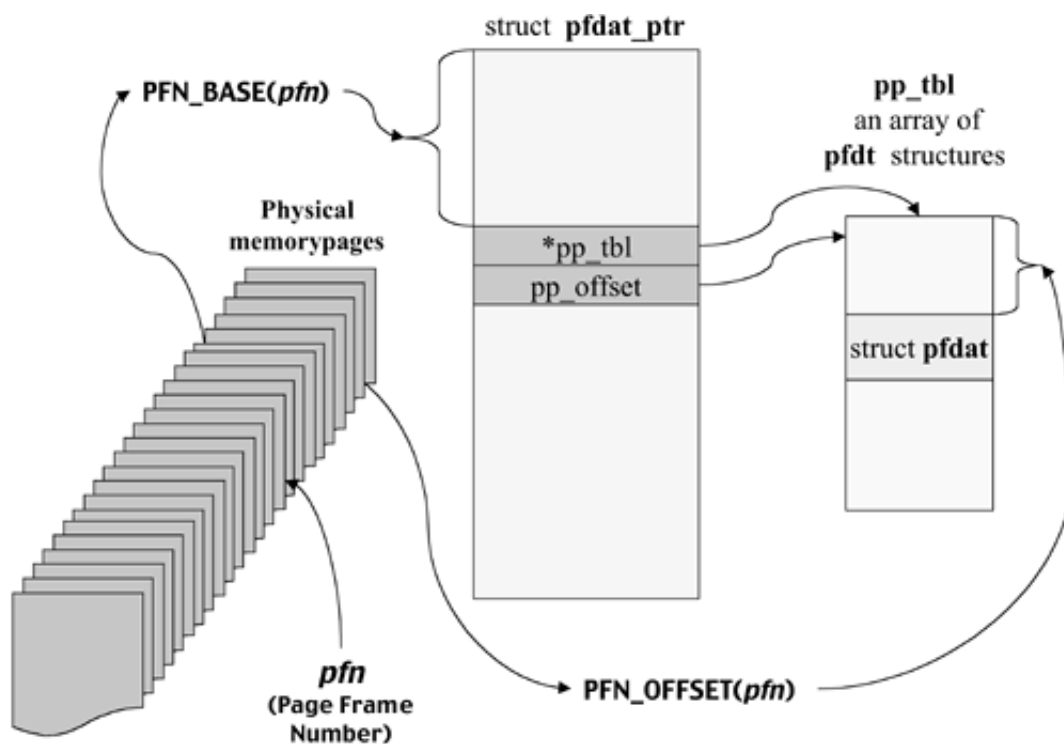 struct pfdat_ptr
PFN_BASE(pfn)
pp_tbl
an array of
pfdt structures
Physical
memorypages
*pp_tbl
pp_offset
struct pfdat
pfn
(Page Frame
Number)
PFN_OFFSET(pfn)